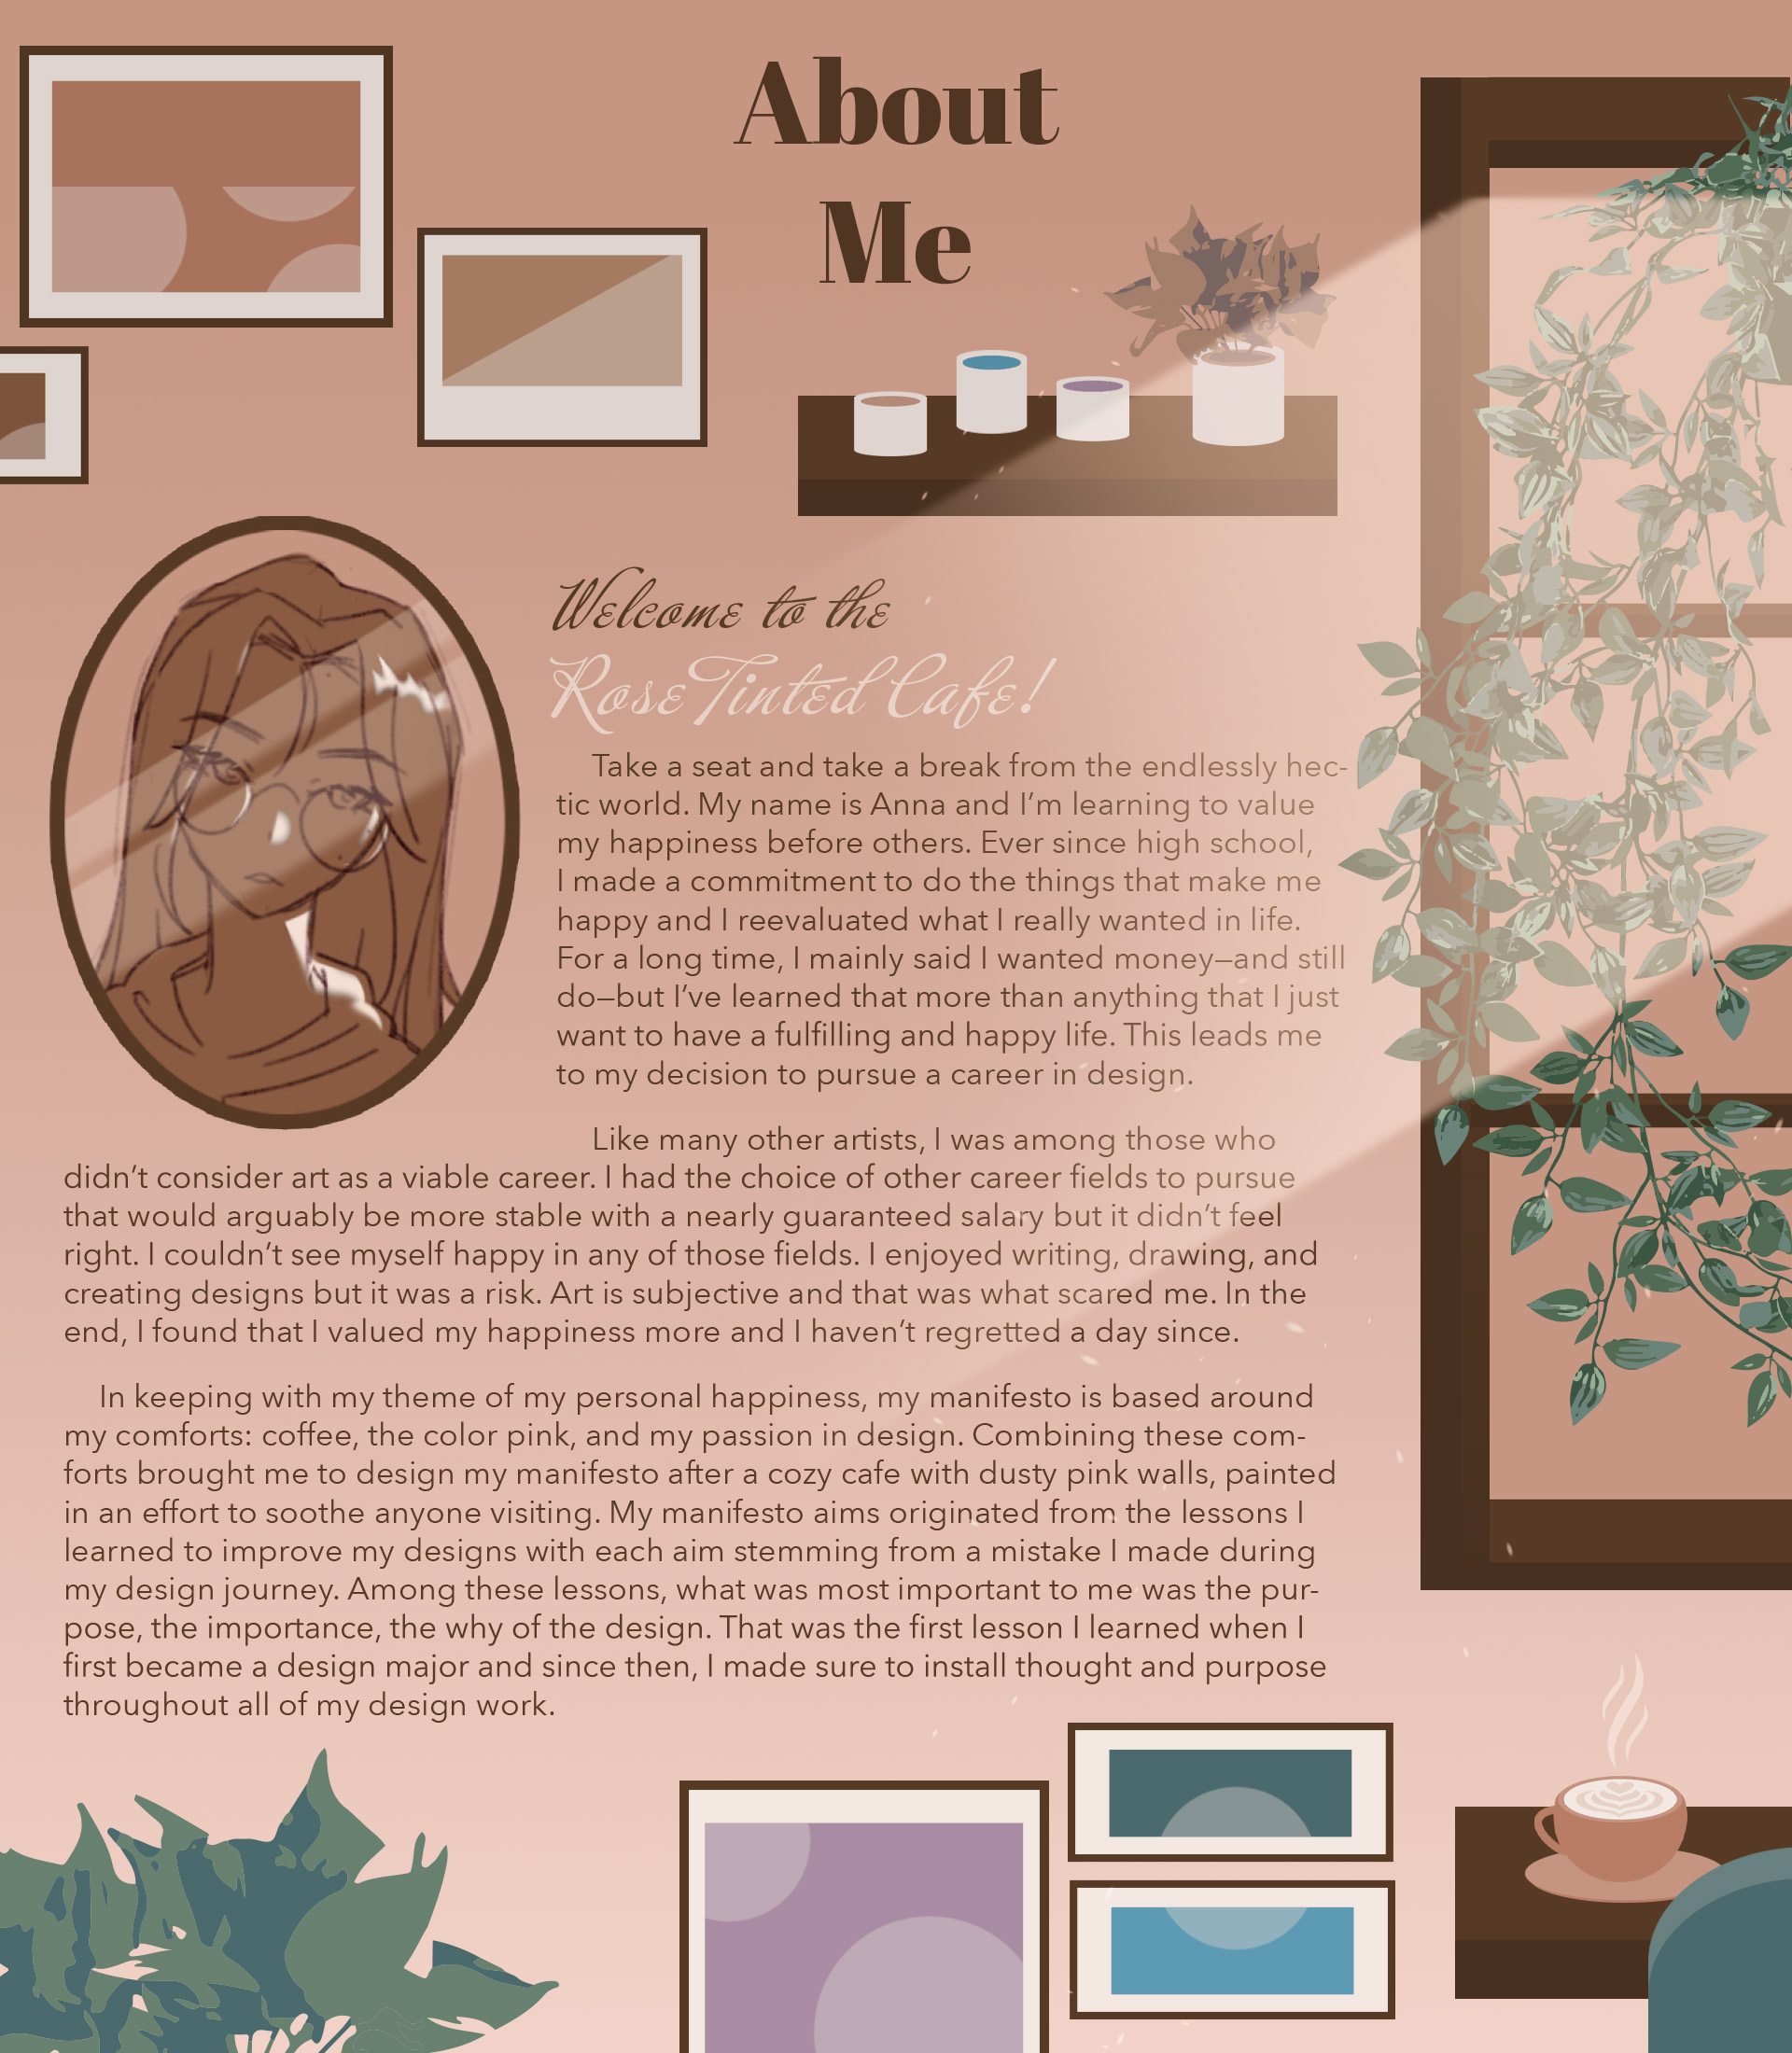 About
Me
Welcome to the
Rose Tinted Cafe!
Take a seat and take a break from the endlessly hec-
tic world. My name is Anna and I’m learning to value
my happiness before others. Ever since high school,
I made a commitment to do the things that make me
happy and I reevaluated what I really wanted in life.
For a long time, I mainly said I wanted money—and still
do—but I’ve learned that more than anything that I just
want to have a fulfilling and happy life. This leads me
to my decision to pursue a career in design.
Like many other artists, I was among those who
didn’t consider art as a viable career. I had the choice of other career fields to pursue
that would arguably be more stable with a nearly guaranteed salary but it didn’t feel
right. I couldn’t see myself happy in any of those fields. I enjoyed writing, drawing, and
creating designs but it was a risk. Art is subjective and that was what scared me. In the
end, I found that I valued my happiness more and I haven’t regretted a day since.
In keeping with my theme of my personal happiness, my manifesto is based around
my comforts: coffee, the color pink, and my passion in design. Combining these com-
forts brought me to design my manifesto after a cozy cafe with dusty pink walls, painted
in an effort to soothe anyone visiting. My manifesto aims originated from the lessons I
learned to improve my designs with each aim stemming from a mistake I made during
my design journey. Among these lessons, what was most important to me was the pur-
pose, the importance, the why of the design. That was the first lesson I learned when I
first became a design major and since then, I made sure to install thought and purpose
throughout all of my design work.